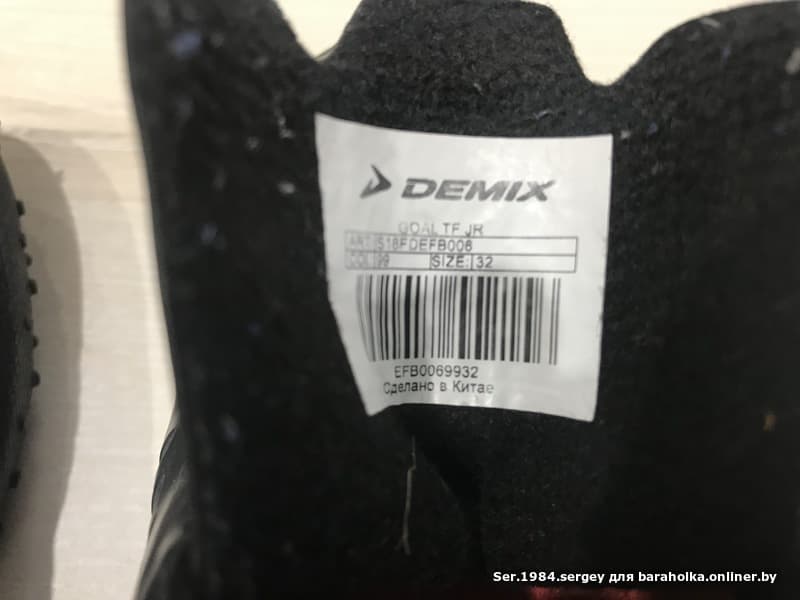 DEMIX
GOAL TF JR
ART: S18FDEFB006
COL: 99 SIZE: 32
EFB0069932
Сделано в Китае
Ser.1984.sergey для baraholka.onliner.by